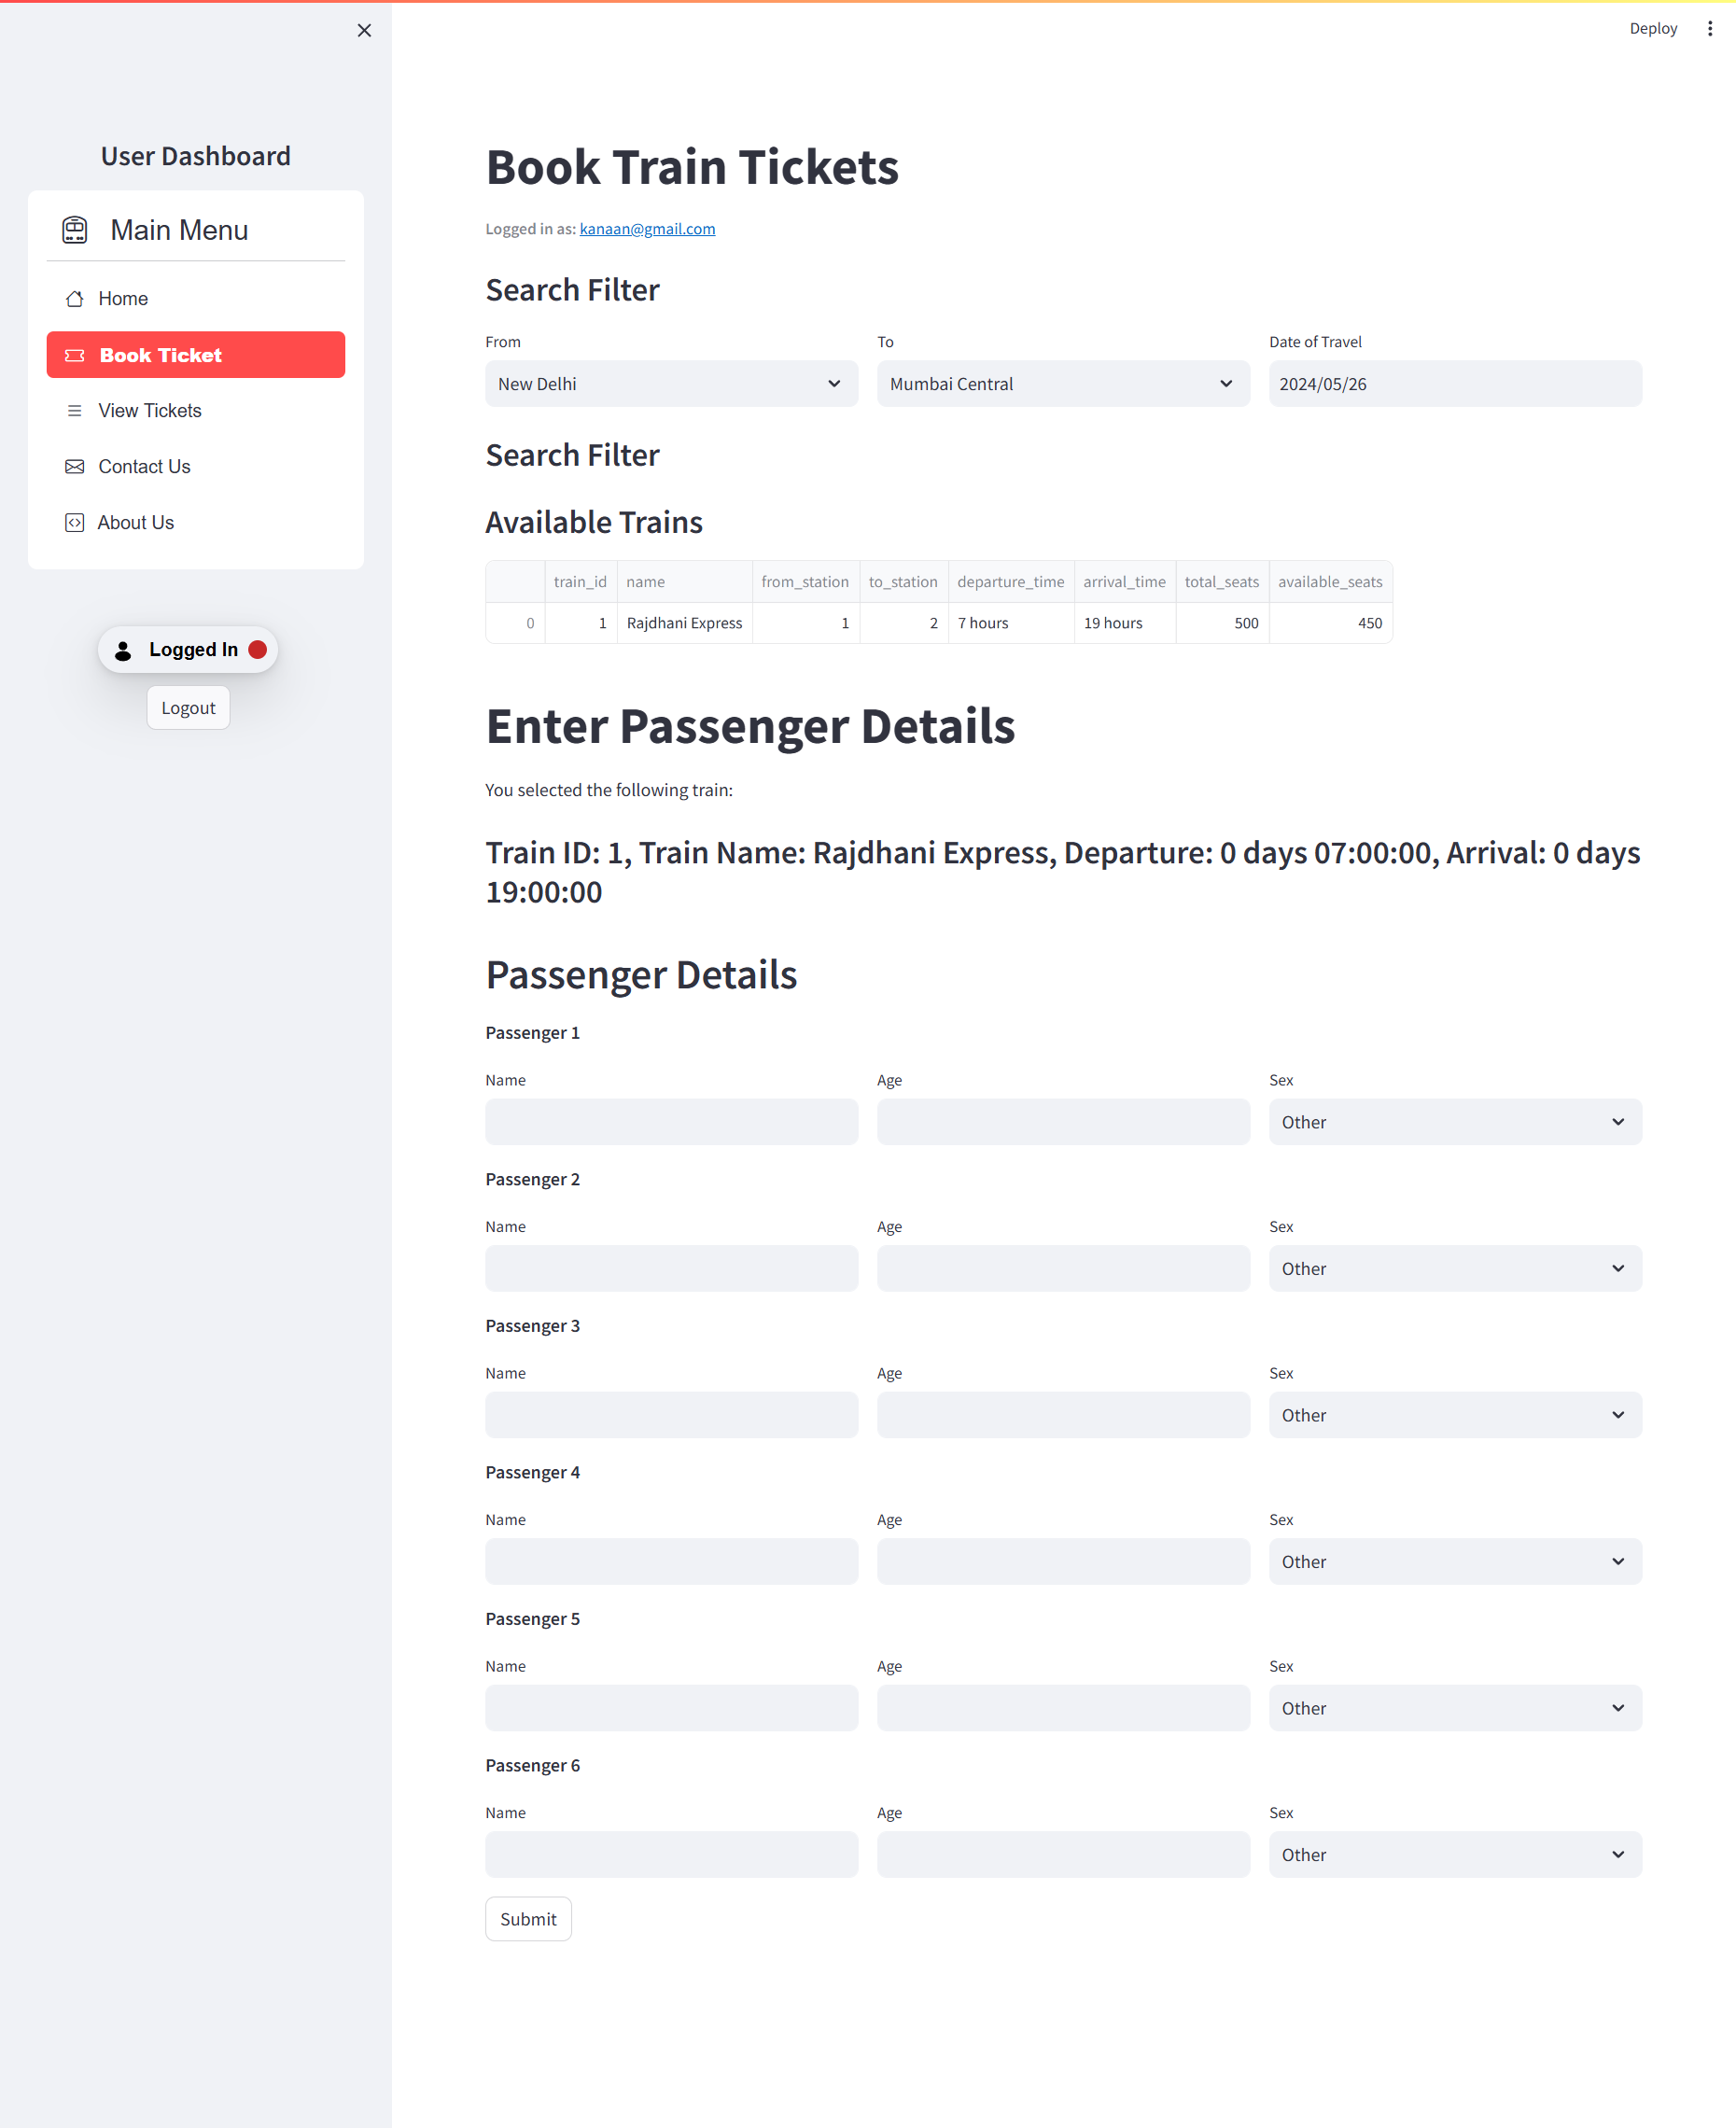 Deploy
User Dashboard
Main Menu
Home
Book Ticket
View Tickets
Contact Us
About Us
Logged In
Logout
Book Train Tickets
Logged in as: kanaan@gmail.com
Search Filter
From To Date of Travel
New Delhi Mumbai Central 2024/05/26
Search Filter
Available Trains
train_id name from_station to_station departure_time arrival_time total_seats available_seats
0 1 Rajdhani Express 1 2 7 hours 19 hours 500 450
Enter Passenger Details
You selected the following train:
Train ID: 1, Train Name: Rajdhani Express, Departure: 0 days 07:00:00, Arrival: 0 days
19:00:00
Passenger Details
Passenger 1
Name Age Sex
Other
Passenger 2
Name Age Sex
Other
Passenger 3
Name Age Sex
Other
Passenger 4
Name Age Sex
Other
Passenger 5
Name Age Sex
Other
Passenger 6
Name Age Sex
Other
Submit